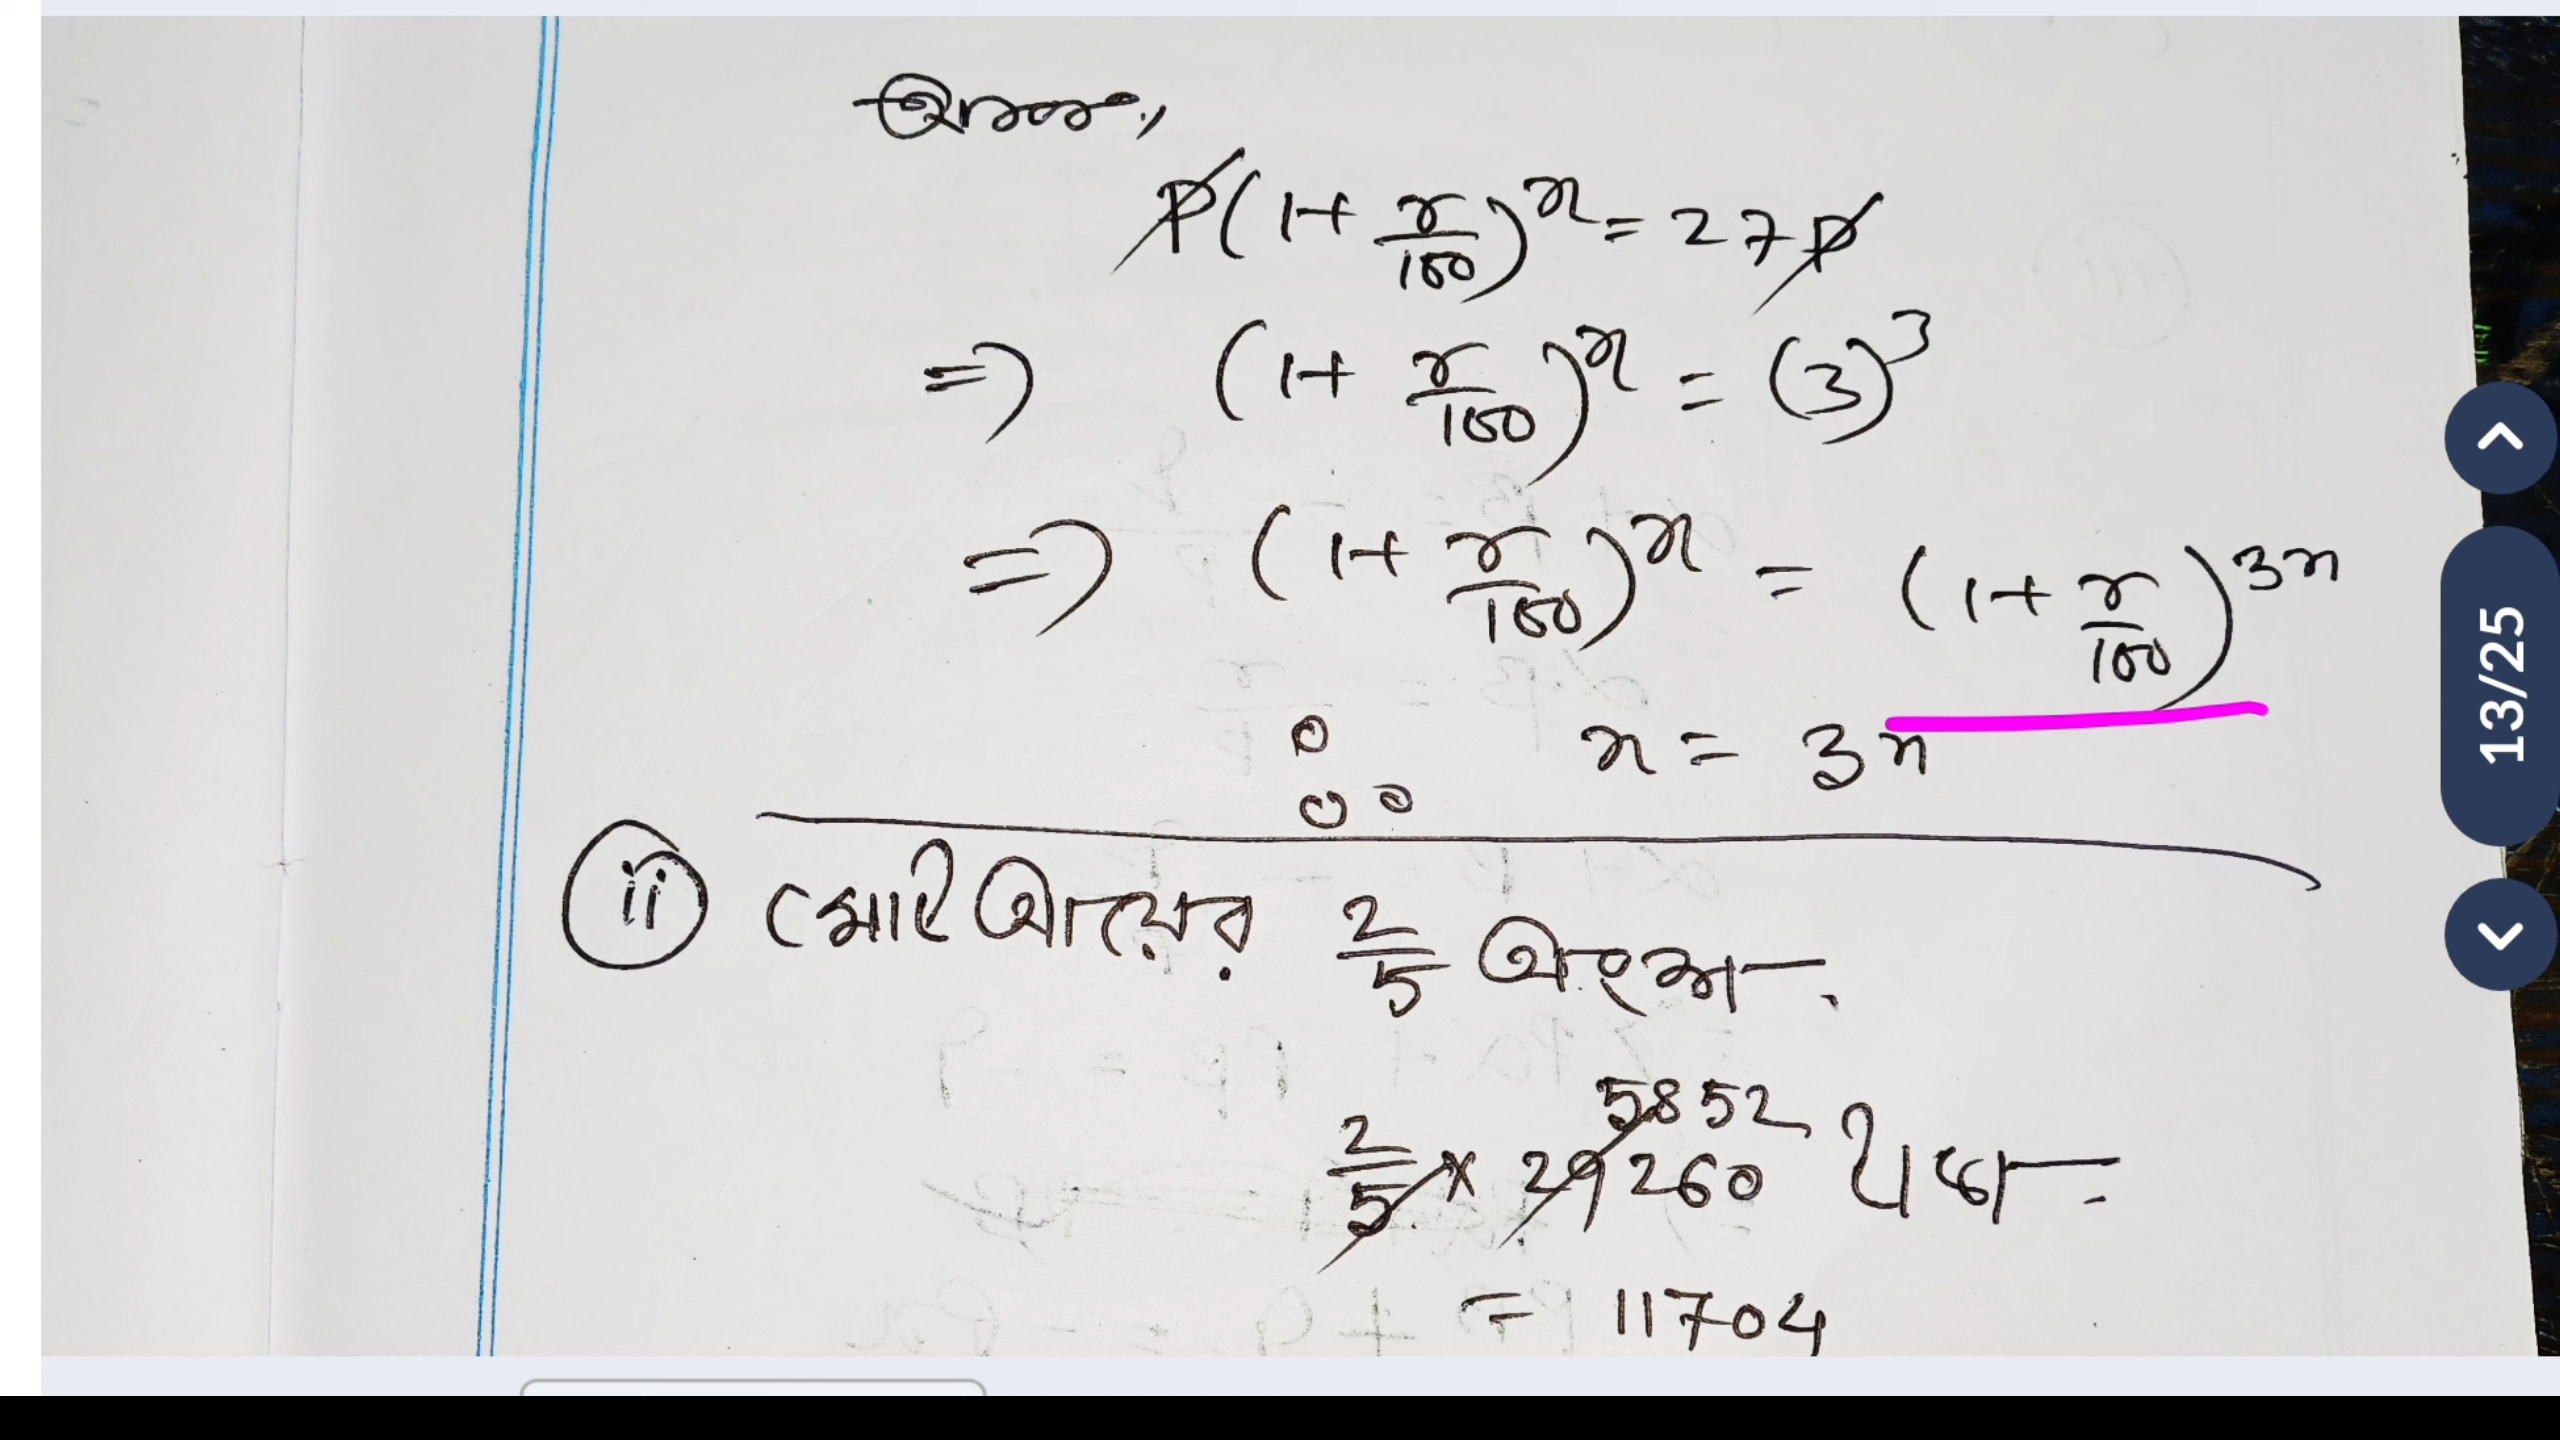 আবার,
P(1+ r/100)^x = 27P
=> (1+ r/100)^x = (3)^3
=> (1+ r/100)^x = (1+ r/100)^3n
∴ x = 3n
(ii) মোট আয়ের 2/5 অংশ
5852
2/5 × 29260 টাকা
= 11704
13/25